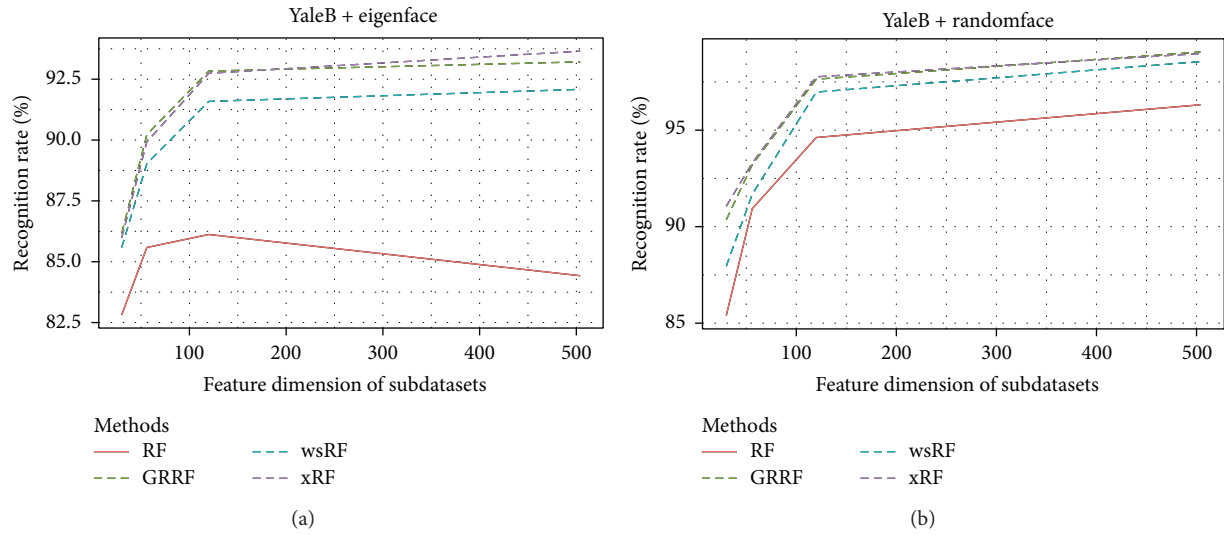 YaleB + eigenface
Recognition rate (%)
92.5
90.0
87.5
85.0
82.5
100 200 300 400 500
Feature dimension of subdatasets
Methods
RF wsRF
GRRF xRF
(a)
YaleB + randomface
Recognition rate (%)
95
90
85
100 200 300 400 500
Feature dimension of subdatasets
Methods
RF wsRF
GRRF xRF
(b)